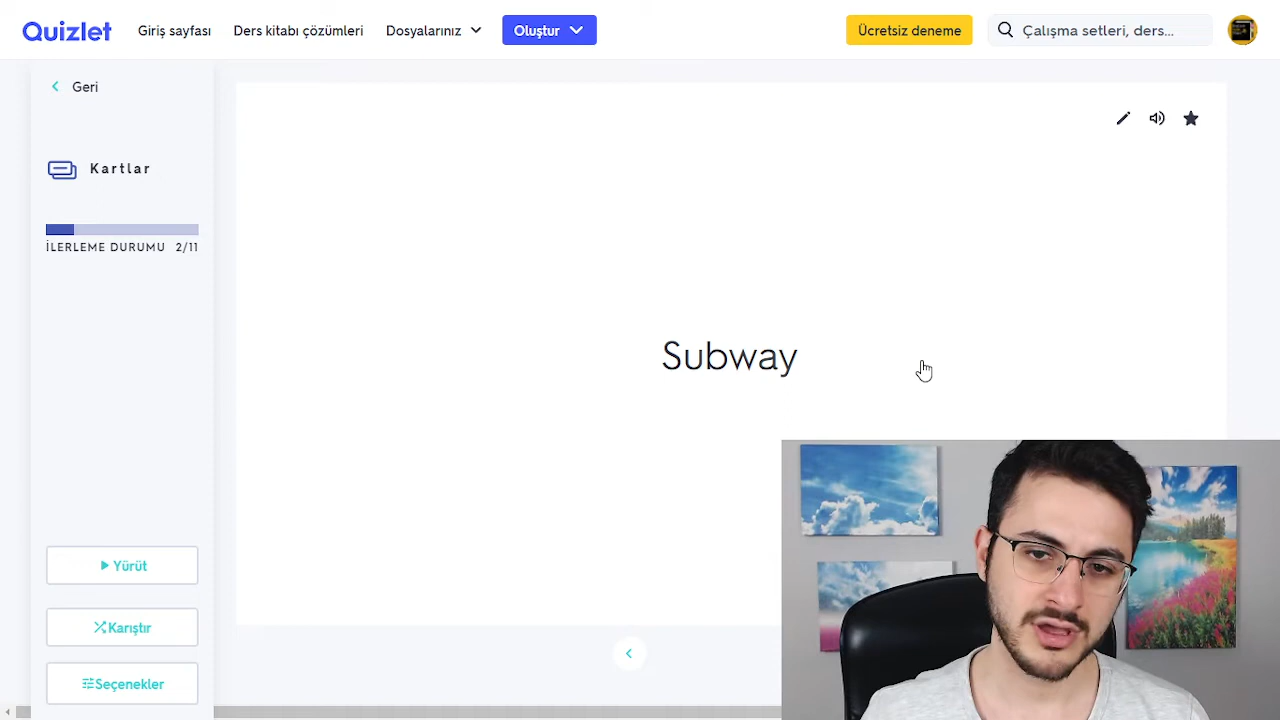 Quizlet
Giriş sayfası
Ders kitabı çözümleri
Dosyalarınız
Oluştur
Ücretsiz deneme
Çalışma setleri, ders...
Geri
Kartlar
İLERLEME DURUMU 2/11
Subway
Yürüt
Karıştır
Seçenekler